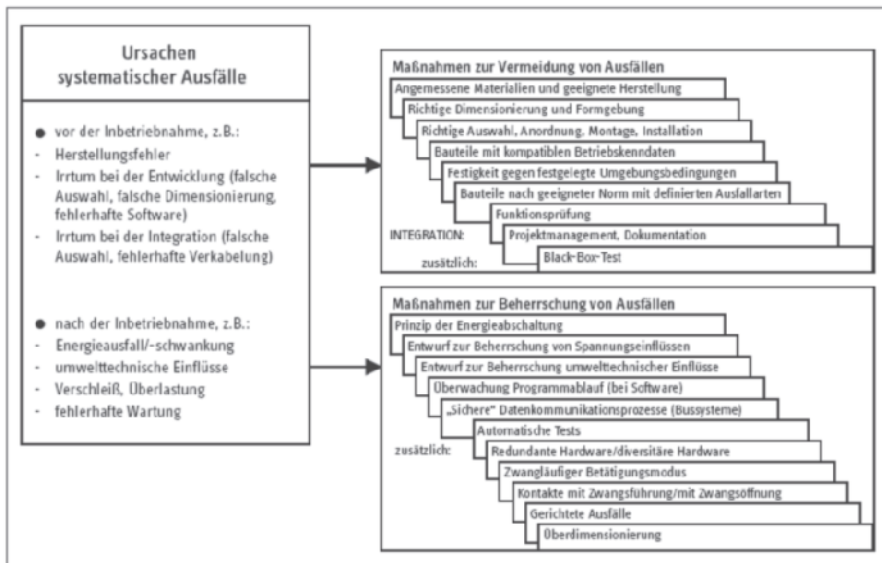 Ursachen
systematischer Ausfälle
● vor der Inbetriebnahme, z.B.:
- Herstellungsfehler
- Irrtum bei der Entwicklung (falsche
Auswahl, falsche Dimensionierung,
fehlerhafte Software)
- Irrtum bei der Integration (falsche
Auswahl, fehlerhafte Verkabelung)
● nach der Inbetriebnahme, z.B.:
- Energieausfall/-schwankung
- umwelttechnische Einflüsse
- Verschleiß, Überlastung
- fehlerhafte Wartung
Maßnahmen zur Vermeidung von Ausfällen
Angemessene Materialien und geeignete Herstellung
Richtige Dimensionierung und Formgebung
Richtige Auswahl, Anordnung, Montage, Installation
Bauteile mit kompatiblen Betriebskenndaten
Festigkeit gegen festgelegte Umgebungsbedingungen
Bauteile nach geeigneter Norm mit definierten Ausfallarten
Funktionsprüfung
INTEGRATION:
Projektmanagement, Dokumentation
zusätzlich:
Black-Box-Test
Maßnahmen zur Beherrschung von Ausfällen
Prinzip der Energieabschaltung
Entwurf zur Beherrschung von Spannungseinflüssen
Entwurf zur Beherrschung umwelttechnischer Einflüsse
Überwachung Programmablauf (bei Software)
„Sichere“ Datenkommunikationsprozesse (Bussysteme)
Automatische Tests
zusätzlich:
Redundante Hardware/diversitäre Hardware
Zwangläufiger Betätigungsmodus
Kontakte mit Zwangsführung/mit Zwangsöffnung
Gerichtete Ausfälle
Überdimensionierung